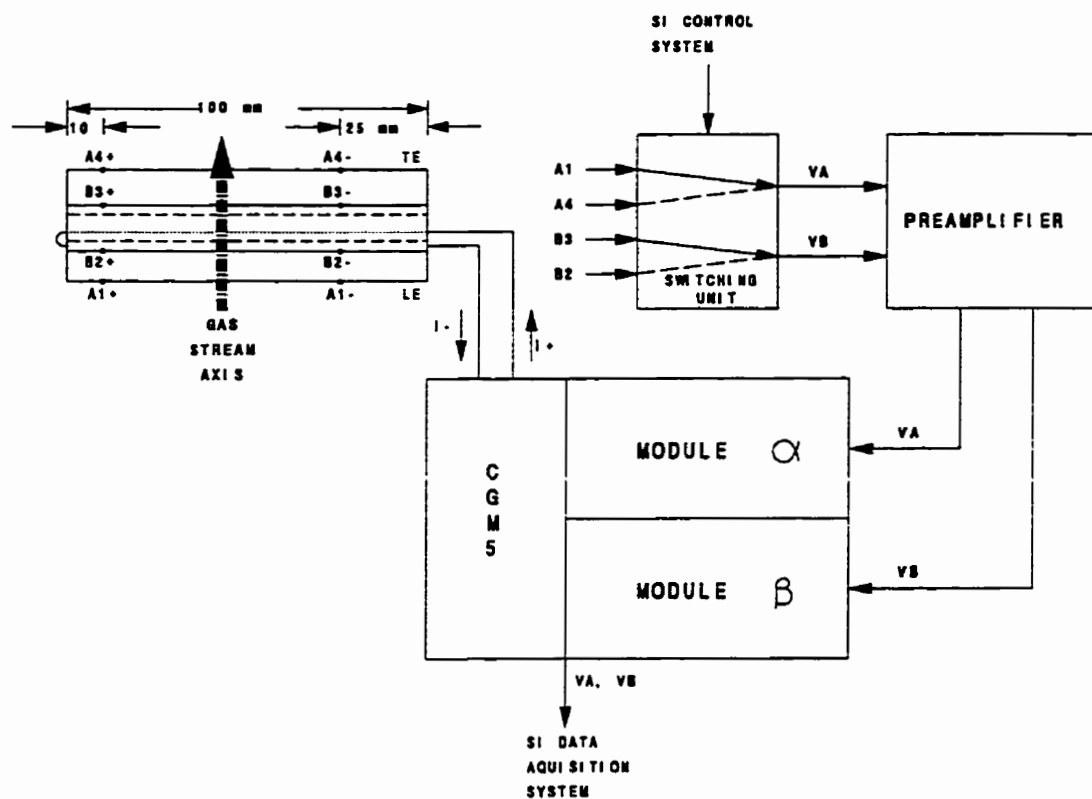 SI CONTROL
SYSTEM
100 mm
10
25 mm
A4+
A4-
TE
B3+
B3-
B2+
B2-
A1+
A1-
LE
GAS
STREAM
AXIS
I-
I+
A1
A4
B3
B2
SWITCHING
UNIT
VA
VB
PREAMPLIFIER
CGM5
MODULE α
MODULE β
VA
VB
VA, VB
SI DATA
AQUISITION
SYSTEM